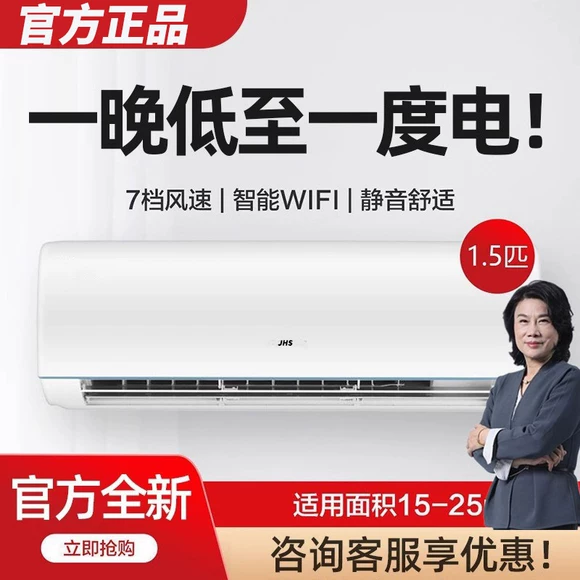 官方正品
一晚低至一度电！
7档风速 | 智能WIFI | 静音舒适
1.5匹
JHS
官方全新
适用面积15-25
立即抢购
咨询客服享优惠！